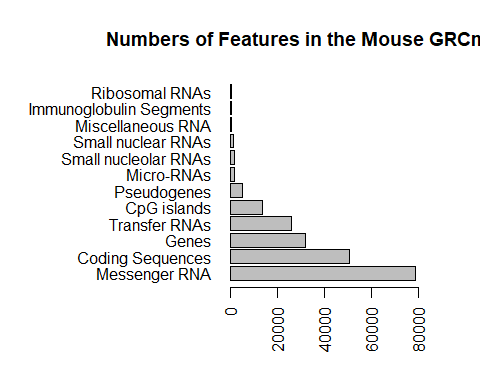 Numbers of Features in the Mouse GRCm
Ribosomal RNAs
Immunoglobulin Segments
Miscellaneous RNA
Small nuclear RNAs
Small nucleolar RNAs
Micro-RNAs
Pseudogenes
CpG islands
Transfer RNAs
Genes
Coding Sequences
Messenger RNA
0
20000
40000
60000
80000